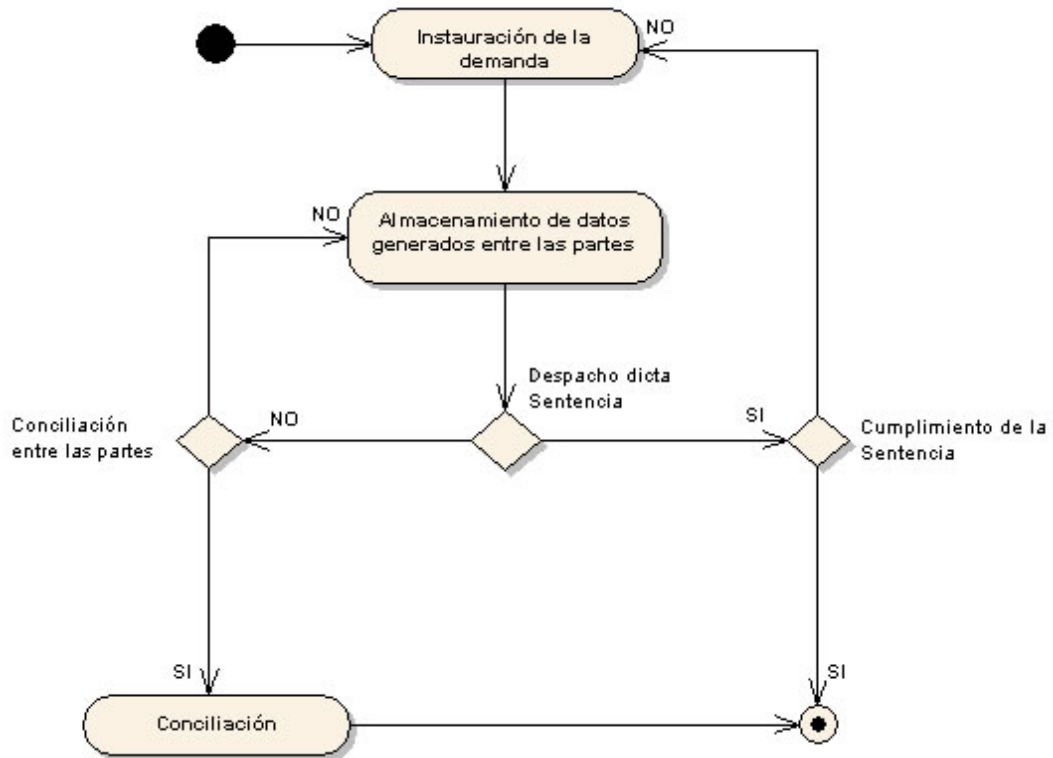 Instauración de la
demanda
NO
Almacenamiento de datos
generados entre las partes
NO
Despacho dicta
Sentencia
Conciliación
entre las partes
NO
SI
Cumplimiento de la
Sentencia
SI
Conciliación
SI